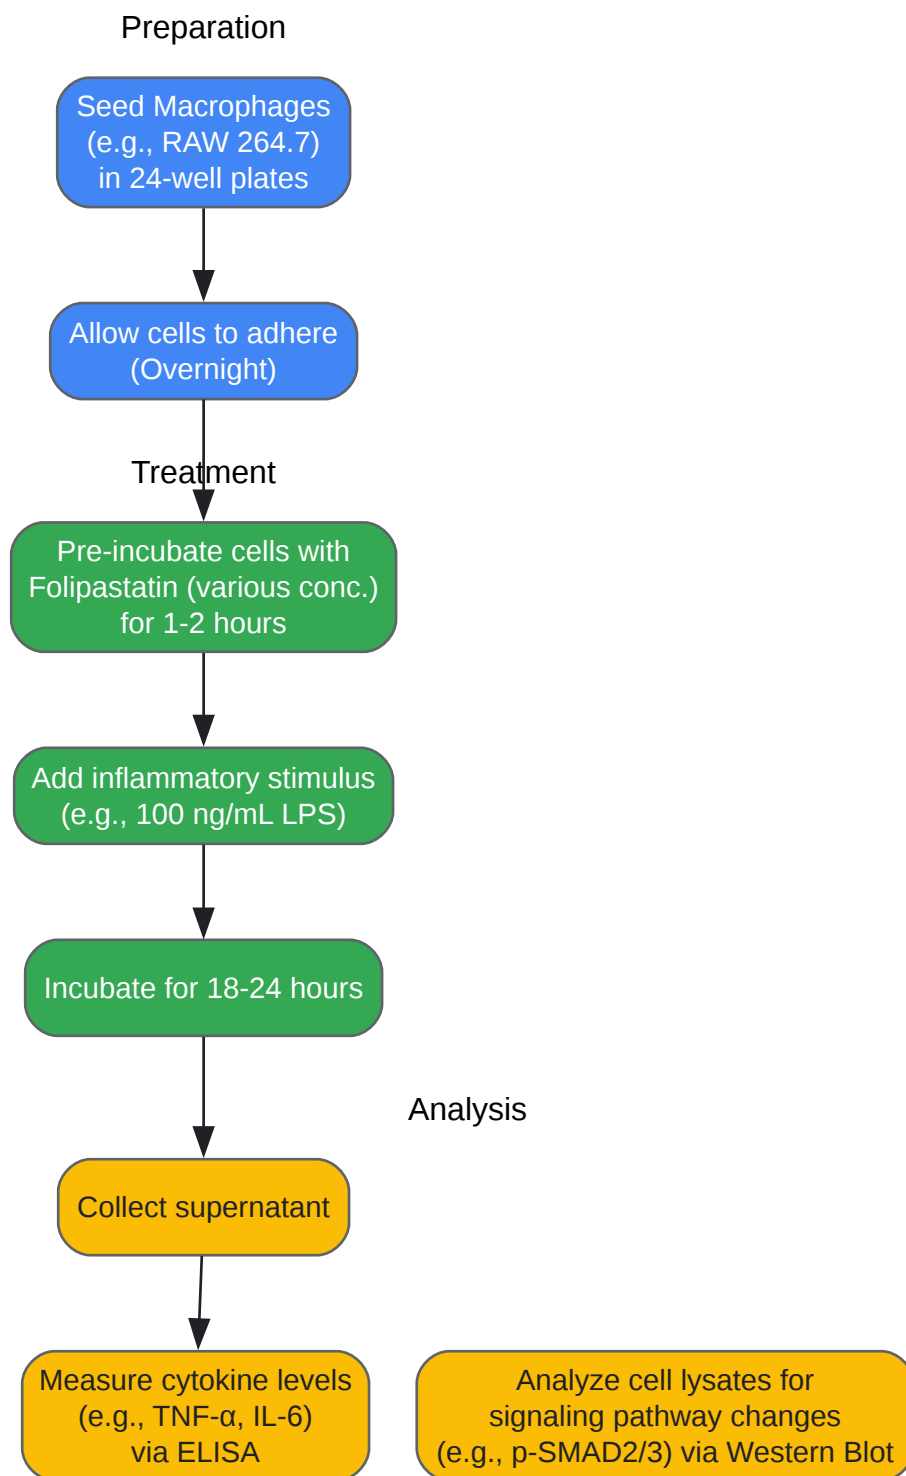 Preparation
Seed Macrophages
(e.g., RAW 264.7)
in 24-well plates
Allow cells to adhere
(Overnight)
Treatment
Pre-incubate cells with
Folipastatin (various conc.)
for 1-2 hours
Add inflammatory stimulus
(e.g., 100 ng/mL LPS)
Incubate for 18-24 hours
Analysis
Collect supernatant
Measure cytokine levels
(e.g., TNF-α, IL-6)
via ELISA
Analyze cell lysates for
signaling pathway changes
(e.g., p-SMAD2/3) via Western Blot